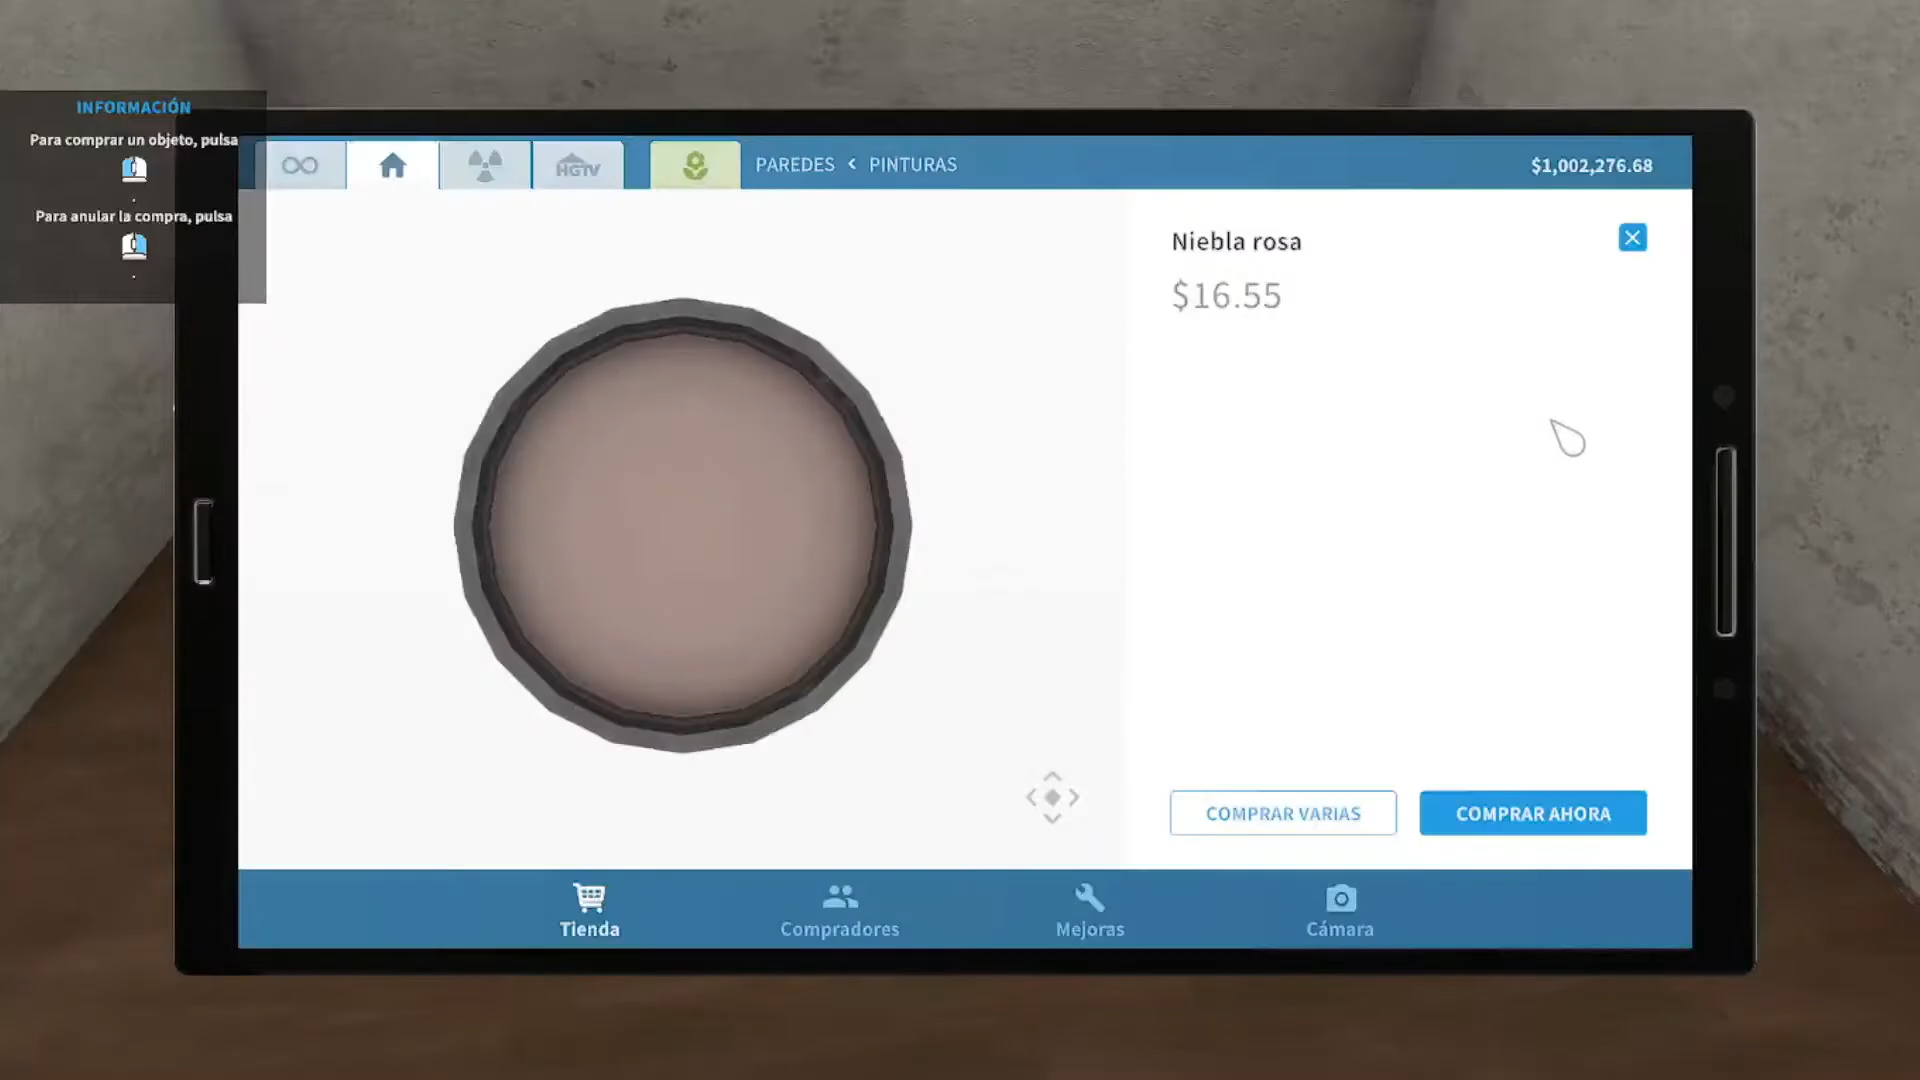 INFORMACIÓN
Para comprar un objeto, pulsa
.
Para anular la compra, pulsa
.
HGTV
PAREDES < PINTURAS
$1,002,276.68
Niebla rosa
$16.55
COMPRAR VARIAS
COMPRAR AHORA
Tienda
Compradores
Mejoras
Cámara